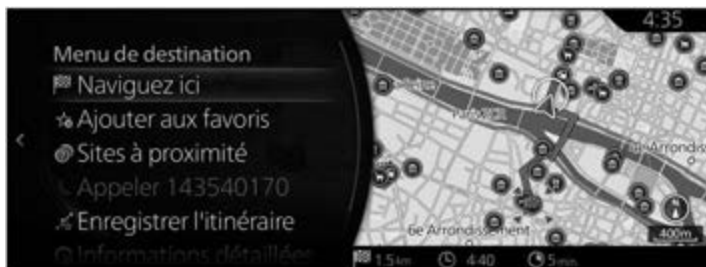 4:35
Menu de destination
Naviguez ici
Ajouter aux favoris
Sites à proximité
Appeler 143540170
Enregistrer l'itinéraire
Informations détaillées
6e Arrondissement
N
400m
1.5km 4:40 5min.